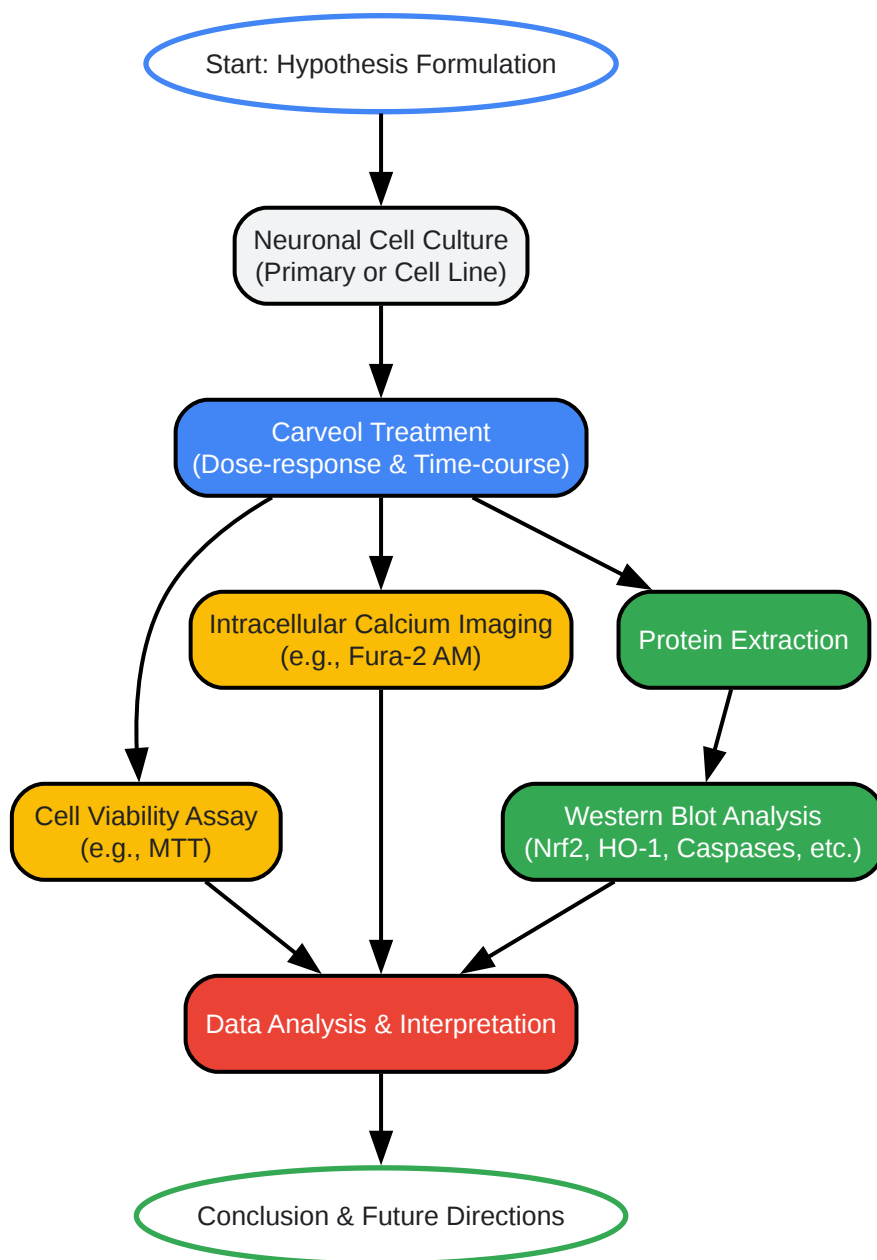 Start: Hypothesis Formulation
Neuronal Cell Culture
(Primary or Cell Line)
Carveol Treatment
(Dose-response & Time-course)
Intracellular Calcium Imaging
(e.g., Fura-2 AM)
Protein Extraction
Cell Viability Assay
(e.g., MTT)
Western Blot Analysis
(Nrf2, HO-1, Caspases, etc.)
Data Analysis & Interpretation
Conclusion & Future Directions